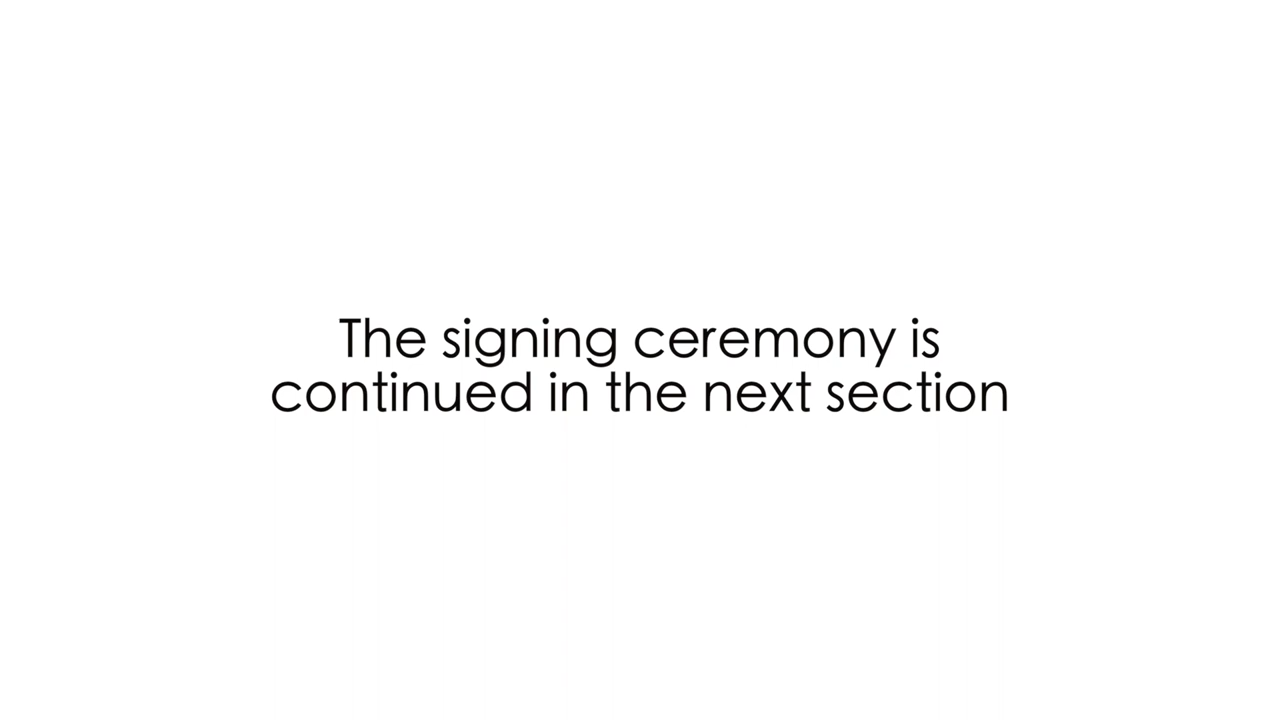 The signing ceremony is
continued in the next section